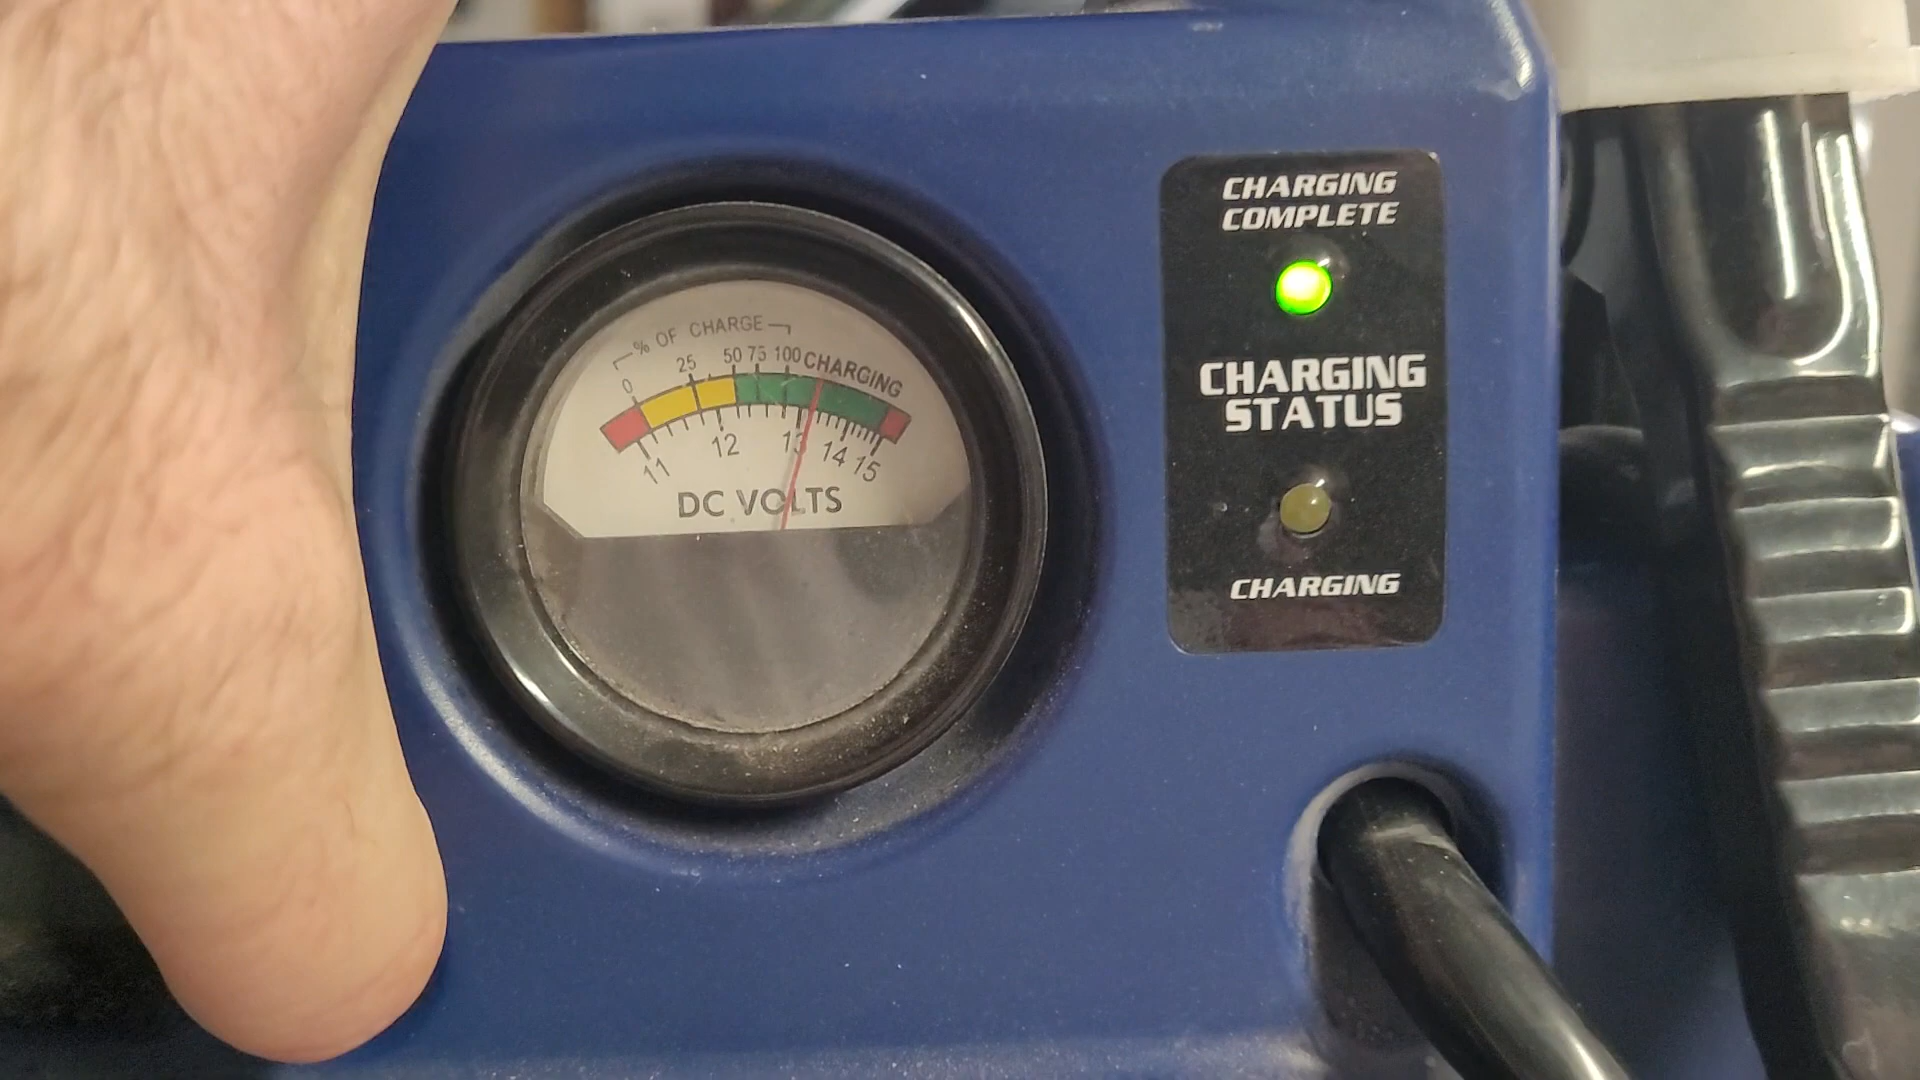 % OF CHARGE
0 25 50 75 100 CHARGING
11 12 13 14 15
DC VOLTS
CHARGING
COMPLETE
CHARGING
STATUS
CHARGING